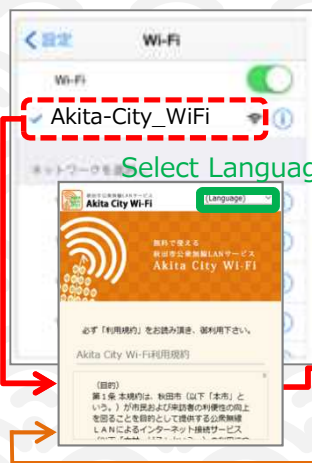 設定
Wi-Fi
Wi-Fi
Akita-City_WiFi
Select Languag
秋田市公衆無線LANサービス
Akita City Wi-Fi
(Language)
無料で使える
秋田市公衆無線LANサービス
Akita City Wi-Fi
必ず「利用規約」をお読み頂き、御利用下さい。
Akita City Wi-Fi利用規約
(目的)
第1条 本規約は、秋田市(以下「本市」と
いう。)が市民および来訪者の利便性の向上
を図ることを目的として提供する公衆無線
LANによるインターネット接続サービス